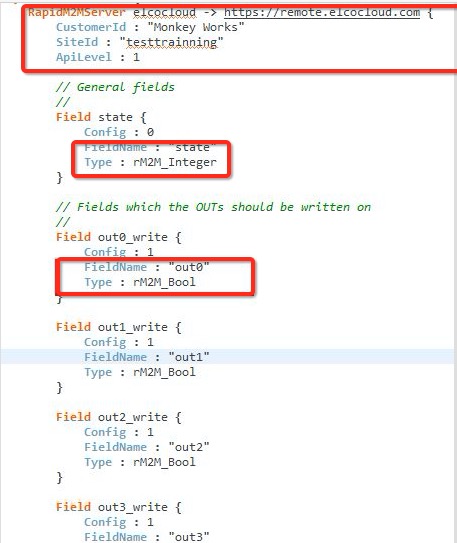 RapidM2MServer elcocloud -> https://remote.elcocloud.com {
CustomerId : "Monkey Works"
SiteId : "testtrainning"
ApiLevel : 1
// General fields
//
Field state {
Config : 0
FieldName : "state"
Type : rM2M_Integer
}
// Fields which the OUTs should be written on
//
Field out0_write {
Config : 1
FieldName : "out0"
Type : rM2M_Bool
}
Field out1_write {
Config : 1
FieldName : "out1"
Type : rM2M_Bool
}
Field out2_write {
Config : 1
FieldName : "out2"
Type : rM2M_Bool
}
Field out3_write {
Config : 1
FieldName : "out3"